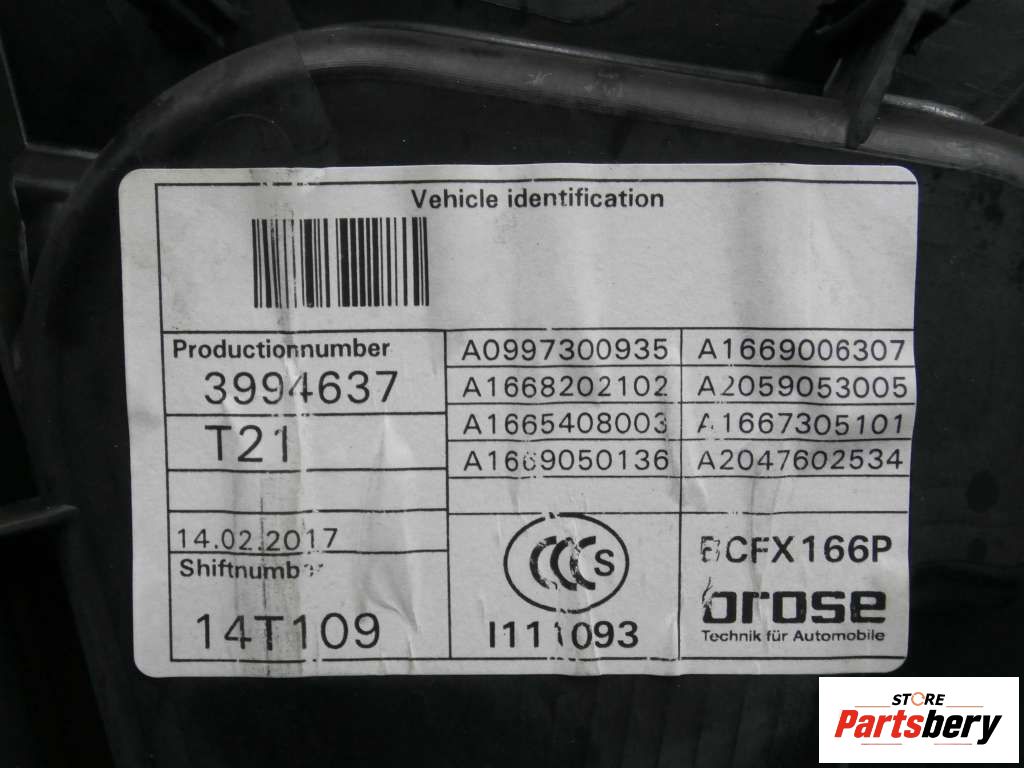 Vehicle identification
Productionnumber
3994637
T21
14.02.2017
Shiftnumber
14T109
A0997300935 A1669006307
A1668202102 A2059053005
A1665408003 A1667305101
A1669050136 A2047602534
CCC S
I111093
BCFX166P
brose
Technik für Automobile
STORE
Partsbery